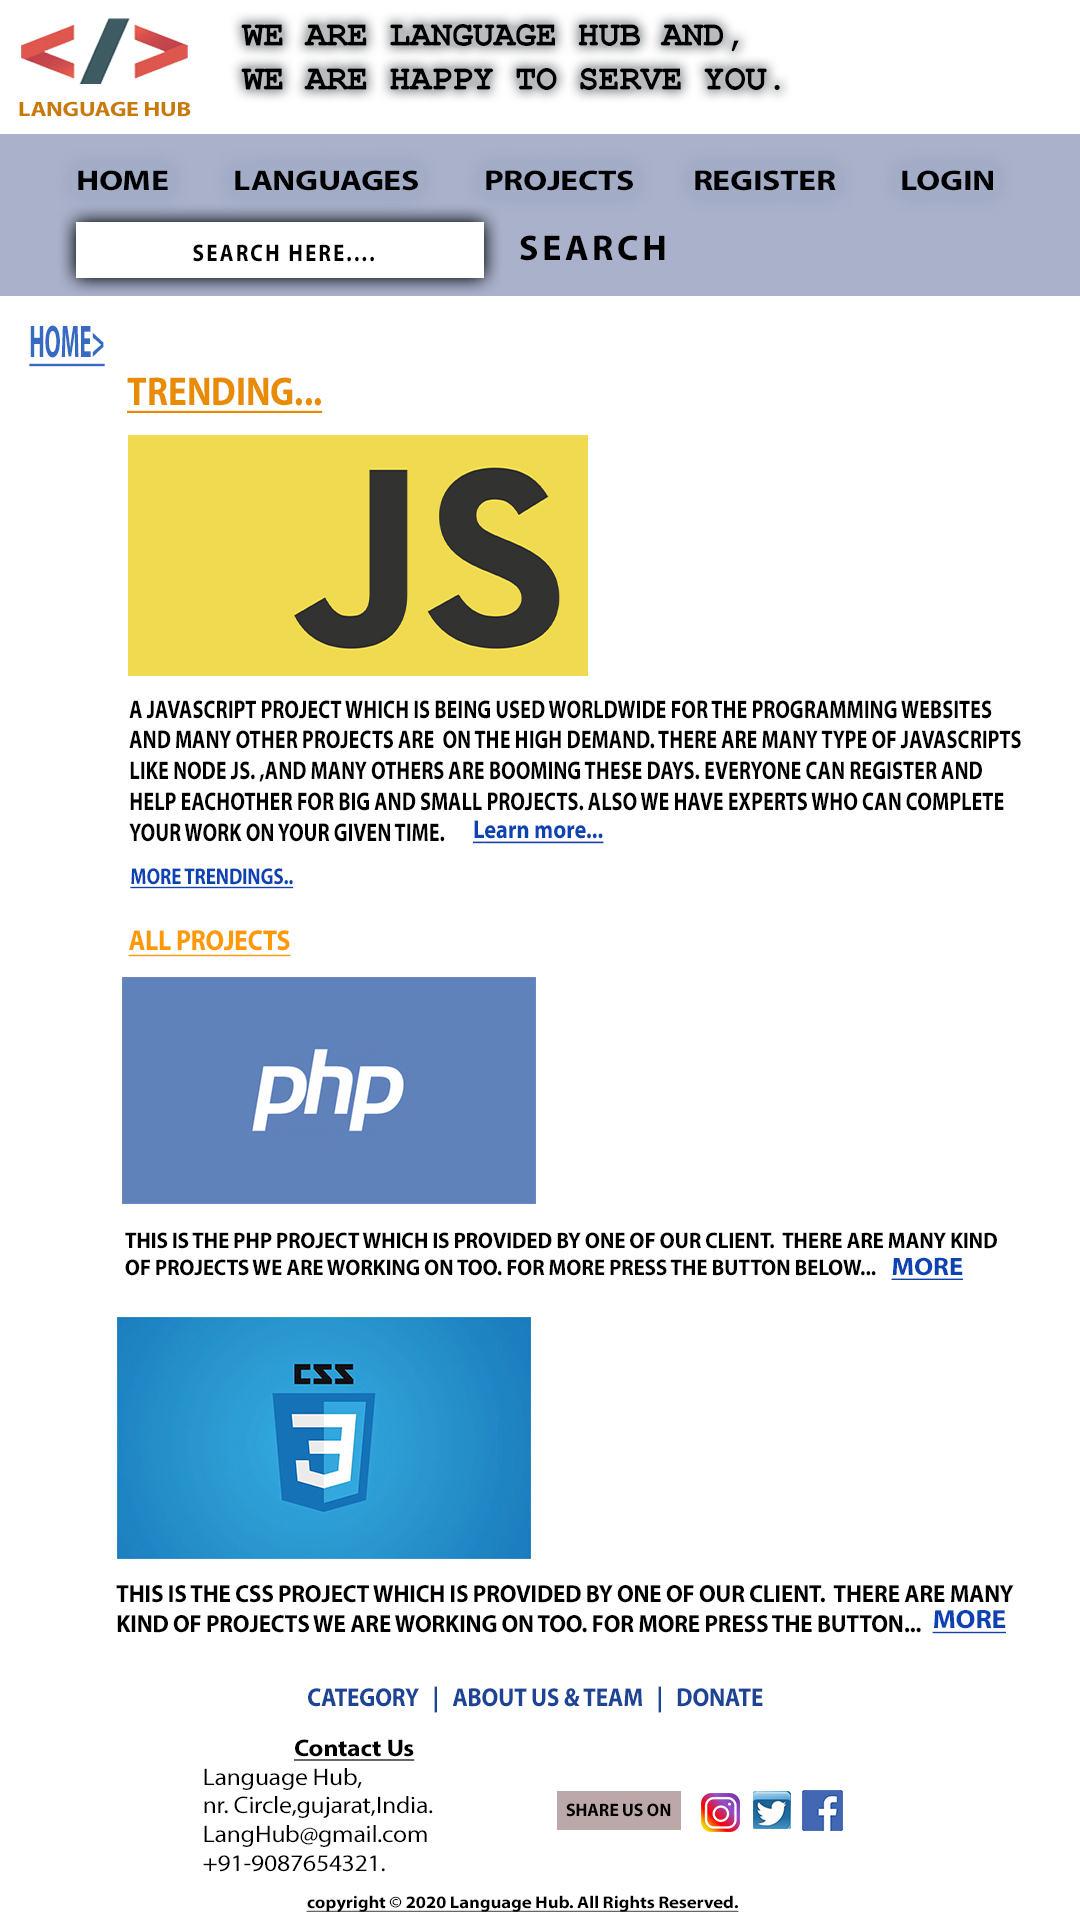 WE ARE LANGUAGE HUB AND,
WE ARE HAPPY TO SERVE YOU.
</>
LANGUAGE HUB
HOME LANGUAGES PROJECTS REGISTER LOGIN
SEARCH HERE.... SEARCH
HOME>
TRENDING...
JS
A JAVASCRIPT PROJECT WHICH IS BEING USED WORLDWIDE FOR THE PROGRAMMING WEBSITES
AND MANY OTHER PROJECTS ARE  ON THE HIGH DEMAND. THERE ARE MANY TYPE OF JAVASCRIPTS
LIKE NODE JS. ,AND MANY OTHERS ARE BOOMING THESE DAYS. EVERYONE CAN REGISTER AND
HELP EACHOTHER FOR BIG AND SMALL PROJECTS. ALSO WE HAVE EXPERTS WHO CAN COMPLETE
YOUR WORK ON YOUR GIVEN TIME. Learn more...
MORE TRENDINGS..
ALL PROJECTS
php
THIS IS THE PHP PROJECT WHICH IS PROVIDED BY ONE OF OUR CLIENT.  THERE ARE MANY KIND
OF PROJECTS WE ARE WORKING ON TOO. FOR MORE PRESS THE BUTTON BELOW... MORE
CSS
3
THIS IS THE CSS PROJECT WHICH IS PROVIDED BY ONE OF OUR CLIENT.  THERE ARE MANY
KIND OF PROJECTS WE ARE WORKING ON TOO. FOR MORE PRESS THE BUTTON... MORE
CATEGORY | ABOUT US & TEAM | DONATE
Contact Us
Language Hub,
nr. Circle,gujarat,India.
LangHub@gmail.com
+91-9087654321.
SHARE US ON
f
copyright © 2020 Language Hub. All Rights Reserved.